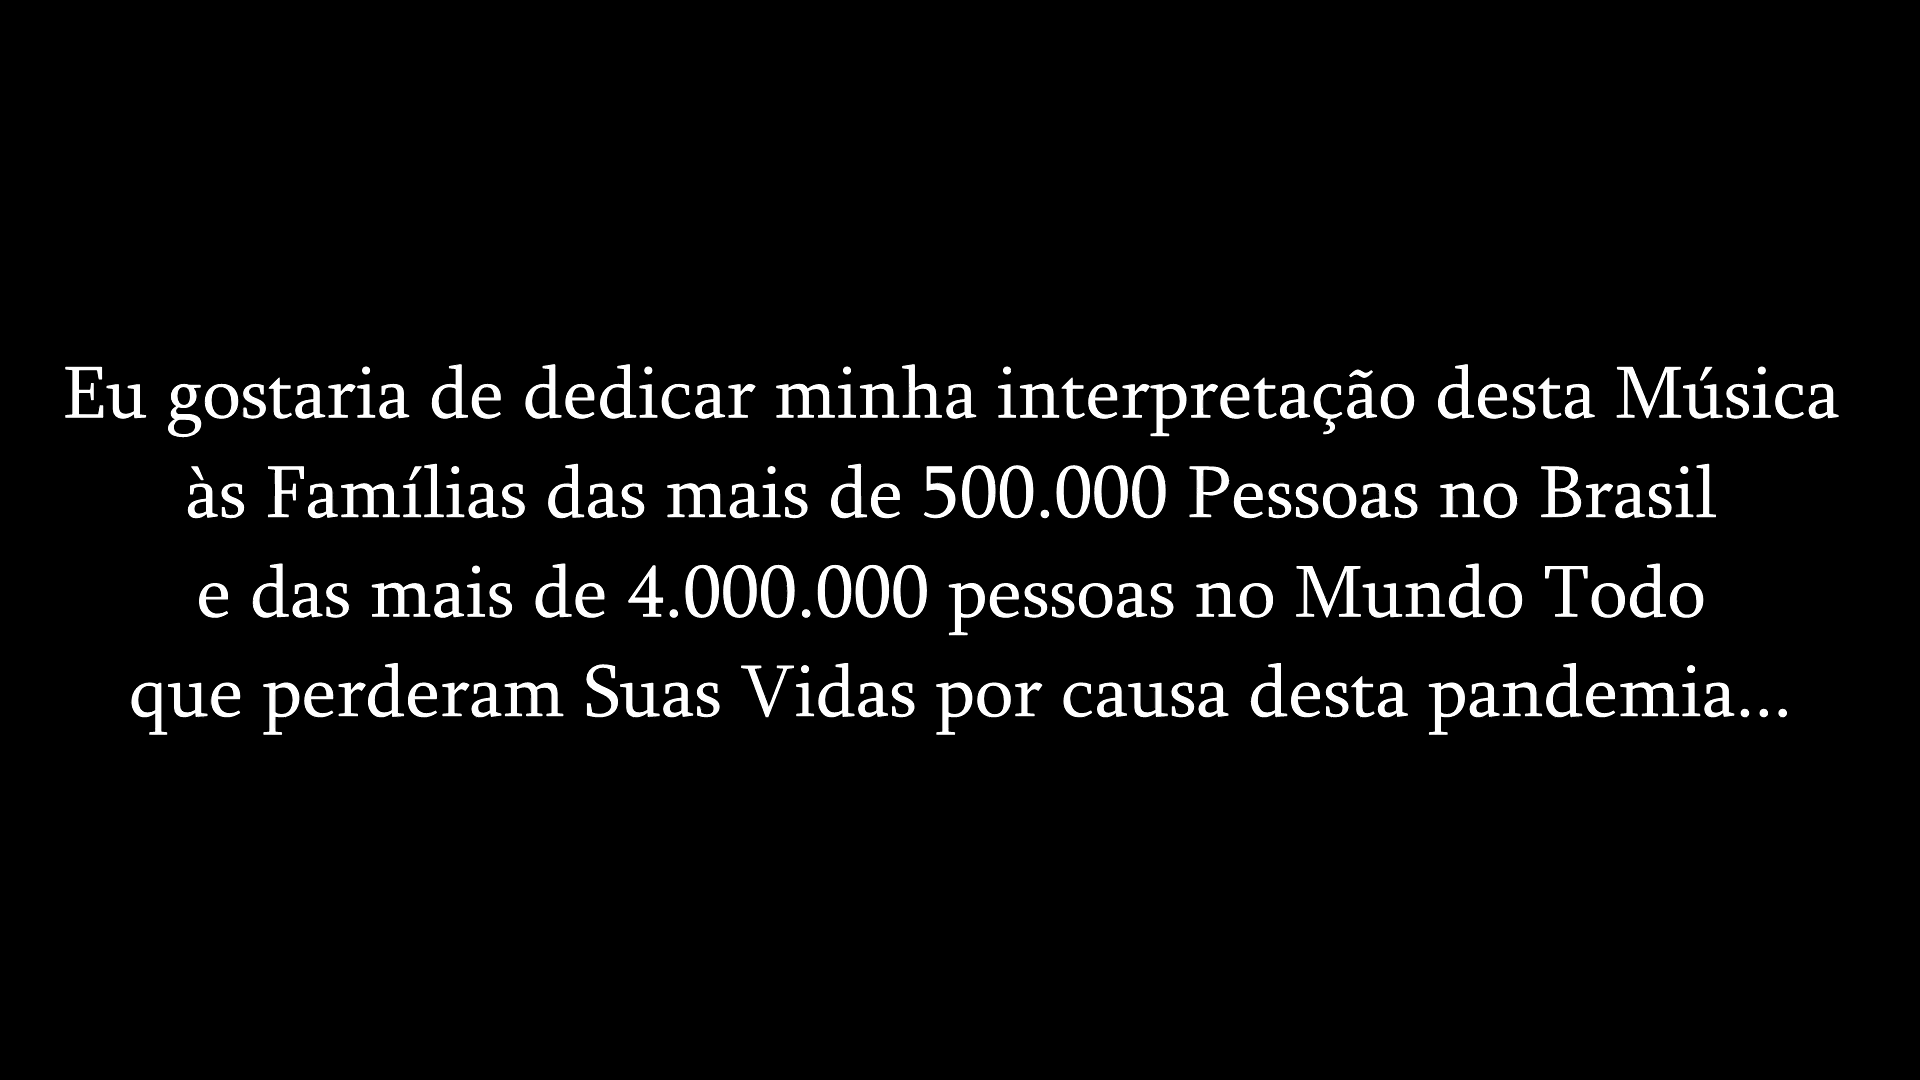 Eu gostaria de dedicar minha interpretação desta Música
às Famílias das mais de 500.000 Pessoas no Brasil
e das mais de 4.000.000 pessoas no Mundo Todo
que perderam Suas Vidas por causa desta pandemia...